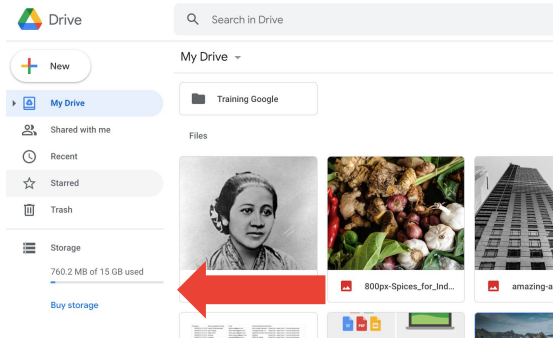 Drive
Search in Drive
New
My Drive
My Drive
Training Google
Shared with me
Files
Recent
Starred
Trash
Storage
760.2 MB of 15 GB used
800px-Spices_for_Ind...
amazing-a
Buy storage